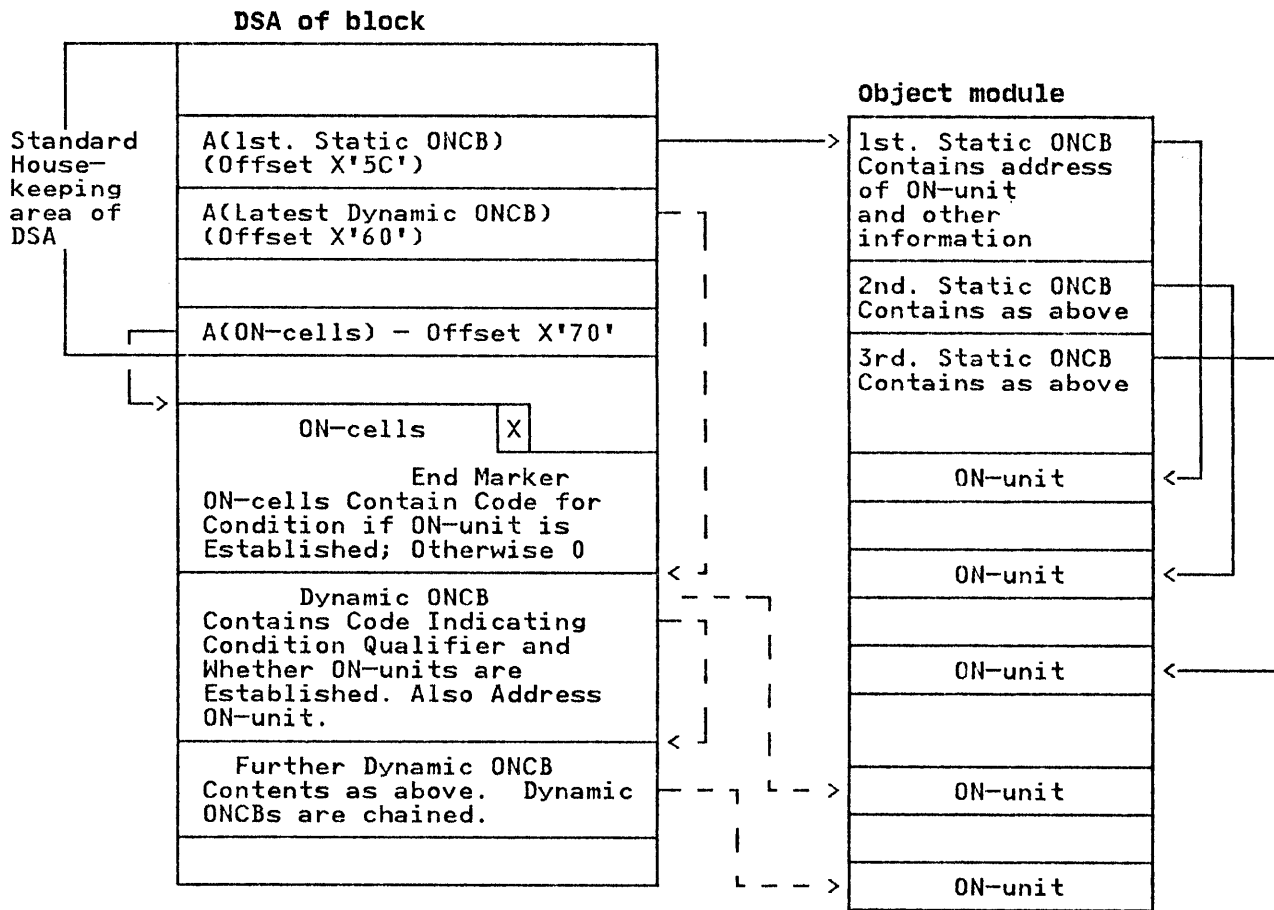 DSA of block
Standard
House-
keeping
area of
DSA
A(1st. Static ONCB)
(Offset X'5C')
A(Latest Dynamic ONCB)
(Offset X'60')
A(ON-cells) - Offset X'70'
ON-cells X
End Marker
ON-cells Contain Code for
Condition if ON-unit is
Established; Otherwise 0
Dynamic ONCB
Contains Code Indicating
Condition Qualifier and
Whether ON-units are
Established. Also Address
ON-unit.
Further Dynamic ONCB
Contents as above. Dynamic
ONCBs are chained.
Object module
1st. Static ONCB
Contains address
of ON-unit
and other
information
2nd. Static ONCB
Contains as above
3rd. Static ONCB
Contains as above
ON-unit
ON-unit
ON-unit
ON-unit
ON-unit